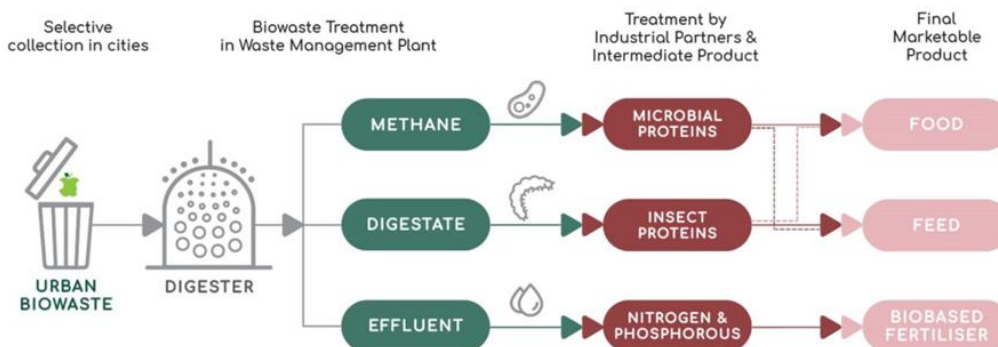 Selective
collection in cities
Biowaste Treatment
in Waste Management Plant
Treatment by
Industrial Partners &
Intermediate Product
Final
Marketable
Product
METHANE
MICROBIAL
PROTEINS
FOOD
URBAN
BIOWASTE
DIGESTER
DIGESTATE
INSECT
PROTEINS
FEED
EFFLUENT
NITROGEN &
PHOSPHOROUS
BIOBASED
FERTILISER